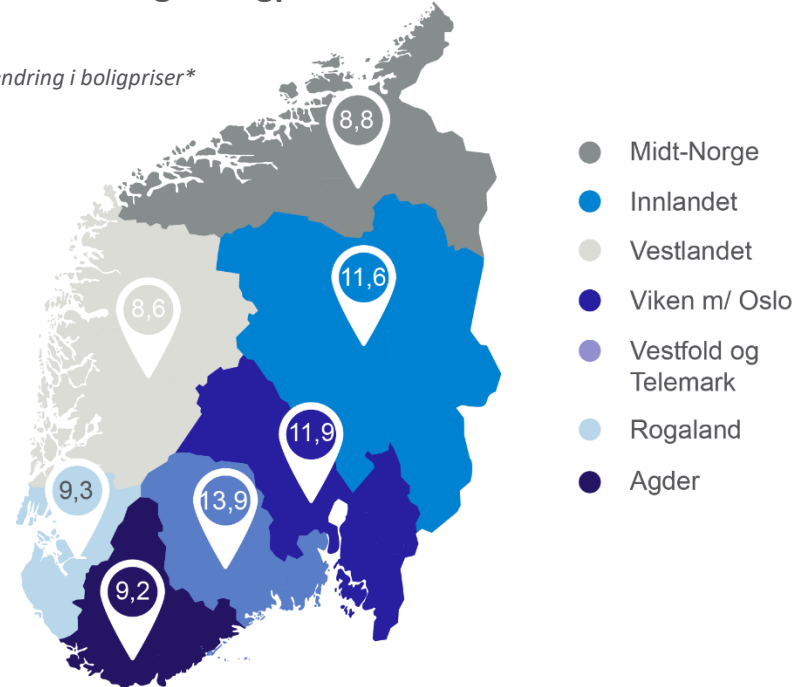 ndring i boligpriser*
8,8
11,6
8,6
11,9
9,3
13,9
9,2
Midt-Norge
Innlandet
Vestlandet
Viken m/ Oslo
Vestfold og
Telemark
Rogaland
Agder